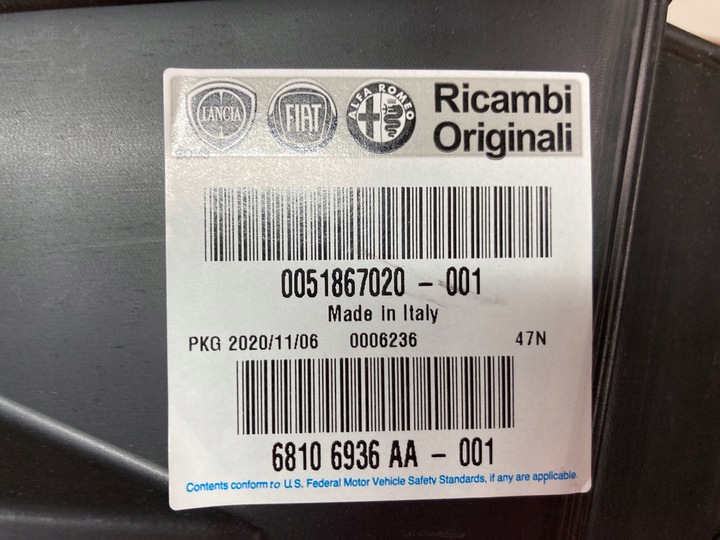 LANCIA FIAT ALFA ROMEO Ricambi
Originali
0051867020 - 001
Made In Italy
PKG 2020/11/06 0006236 47N
6810 6936 AA - 001
Contents conform to U.S. Federal Motor Vehicle Safety Standards, if any are applicable.